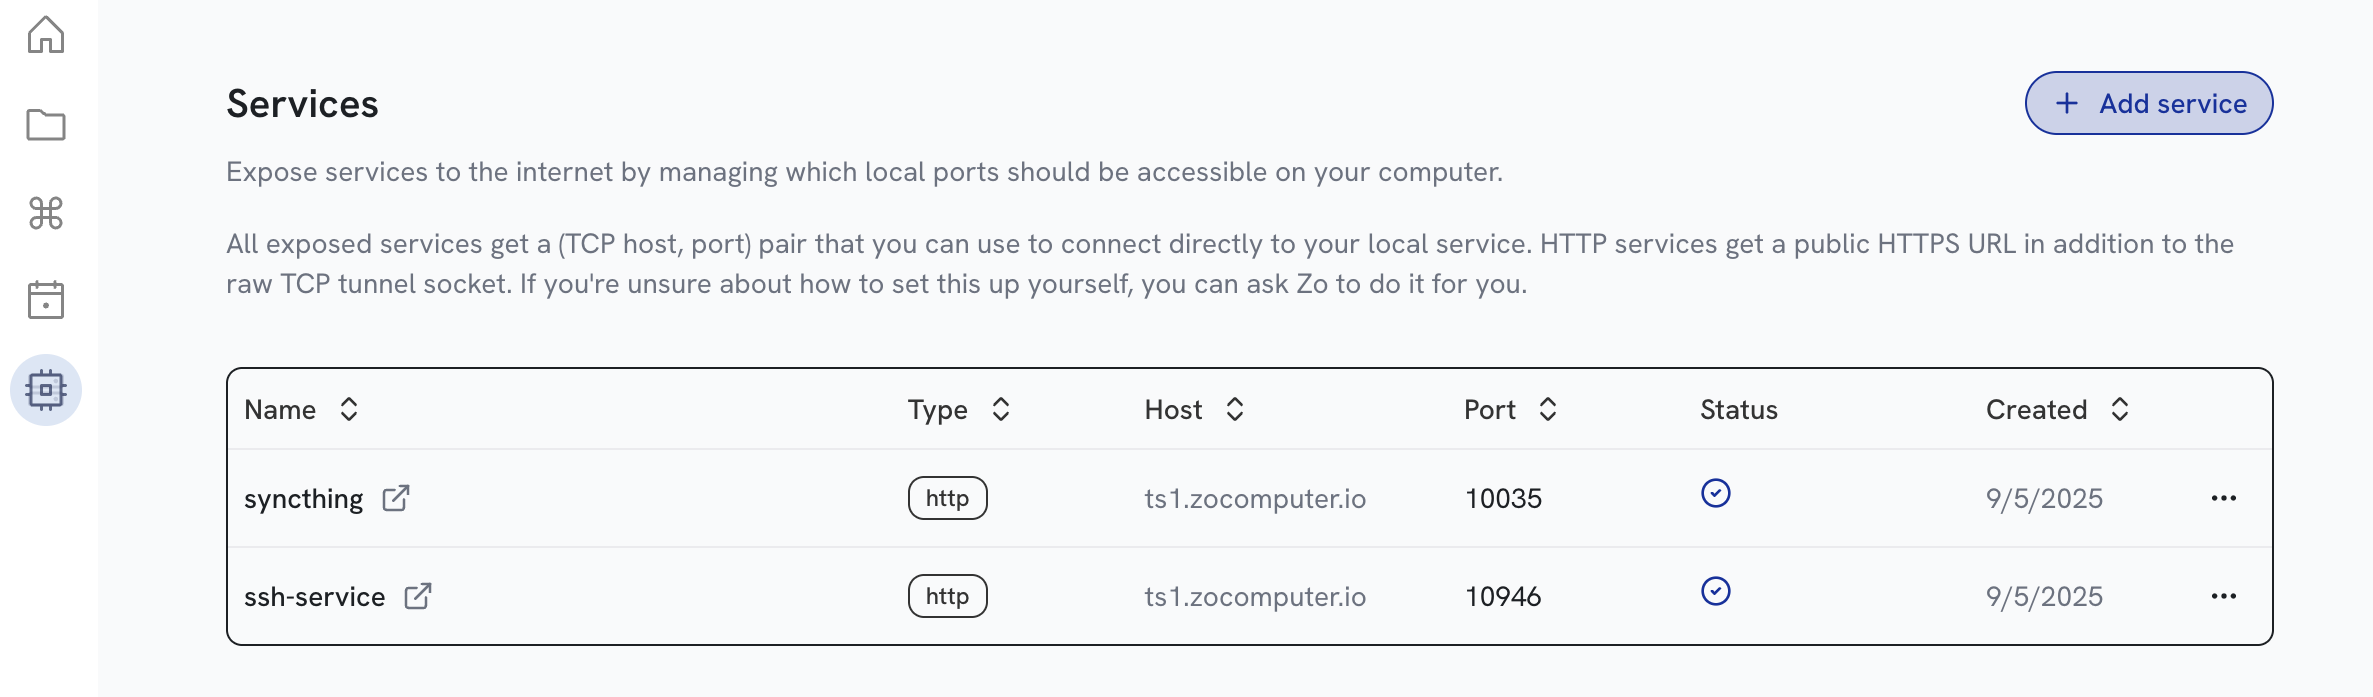 Services
Add service
Expose services to the internet by managing which local ports should be accessible on your computer.
All exposed services get a (TCP host, port) pair that you can use to connect directly to your local service. HTTP services get a public HTTPS URL in addition to the
raw TCP tunnel socket. If you're unsure about how to set this up yourself, you can ask Zo to do it for you.
Name Type Host Port Status Created
syncthing http ts1.zocomputer.io 10035 9/5/2025
ssh-service http ts1.zocomputer.io 10946 9/5/2025